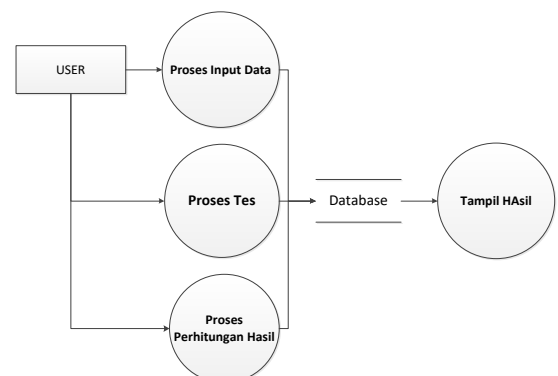 USER
Proses Input Data
Proses Tes
Database
Tampil HAsil
Proses
Perhitungan Hasil